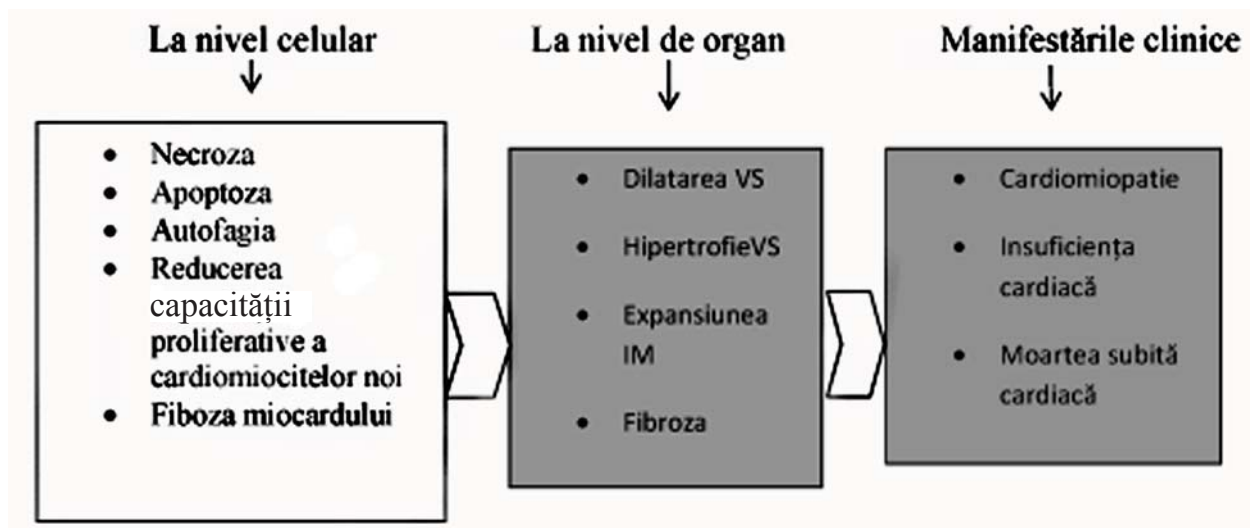 La nivel celular
La nivel de organ
Manifestările clinice
• Necroza
• Apoptoza
• Autofagia
• Reducerea
capacității
proliferative a
cardiomiocitelor noi
• Fiboza miocardului
• Dilatarea VS
• HipertrofieVS
• Expansiunea
IM
• Fibroza
• Cardiomiopatie
• Insuficiența
cardiacă
• Moartea subită
cardiacă